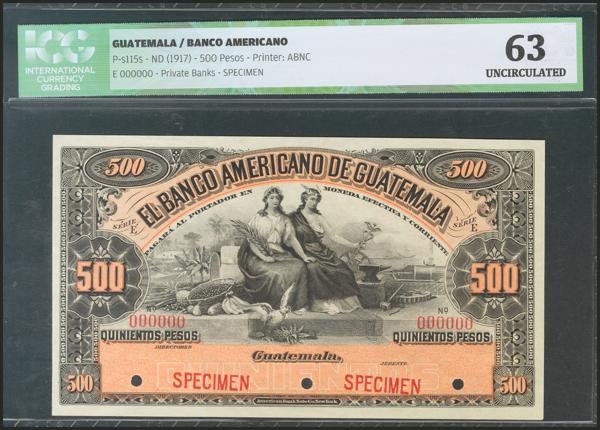 ICG
INTERNATIONAL
CURRENCY
GRADING
GUATEMALA / BANCO AMERICANO
P-s115s - ND (1917) - 500 Pesos - Printer: ABNC
E 000000 - Private Banks - SPECIMEN
63
UNCIRCULATED
500
500
EL BANCO AMERICANO DE GUATEMALA
PAGARÁ AL PORTADOR EN MONEDA EFECTIVA Y CORRIENTE
SERIE E
SERIE E
500
500
No
000000
No
000000
QUINIENTOS PESOS
QUINIENTOS PESOS
DIRECTORES
Guatemala,
JERENTE.
QUINIENTOS
500
SPECIMEN
SPECIMEN
500
American Bank Note Co. New York.